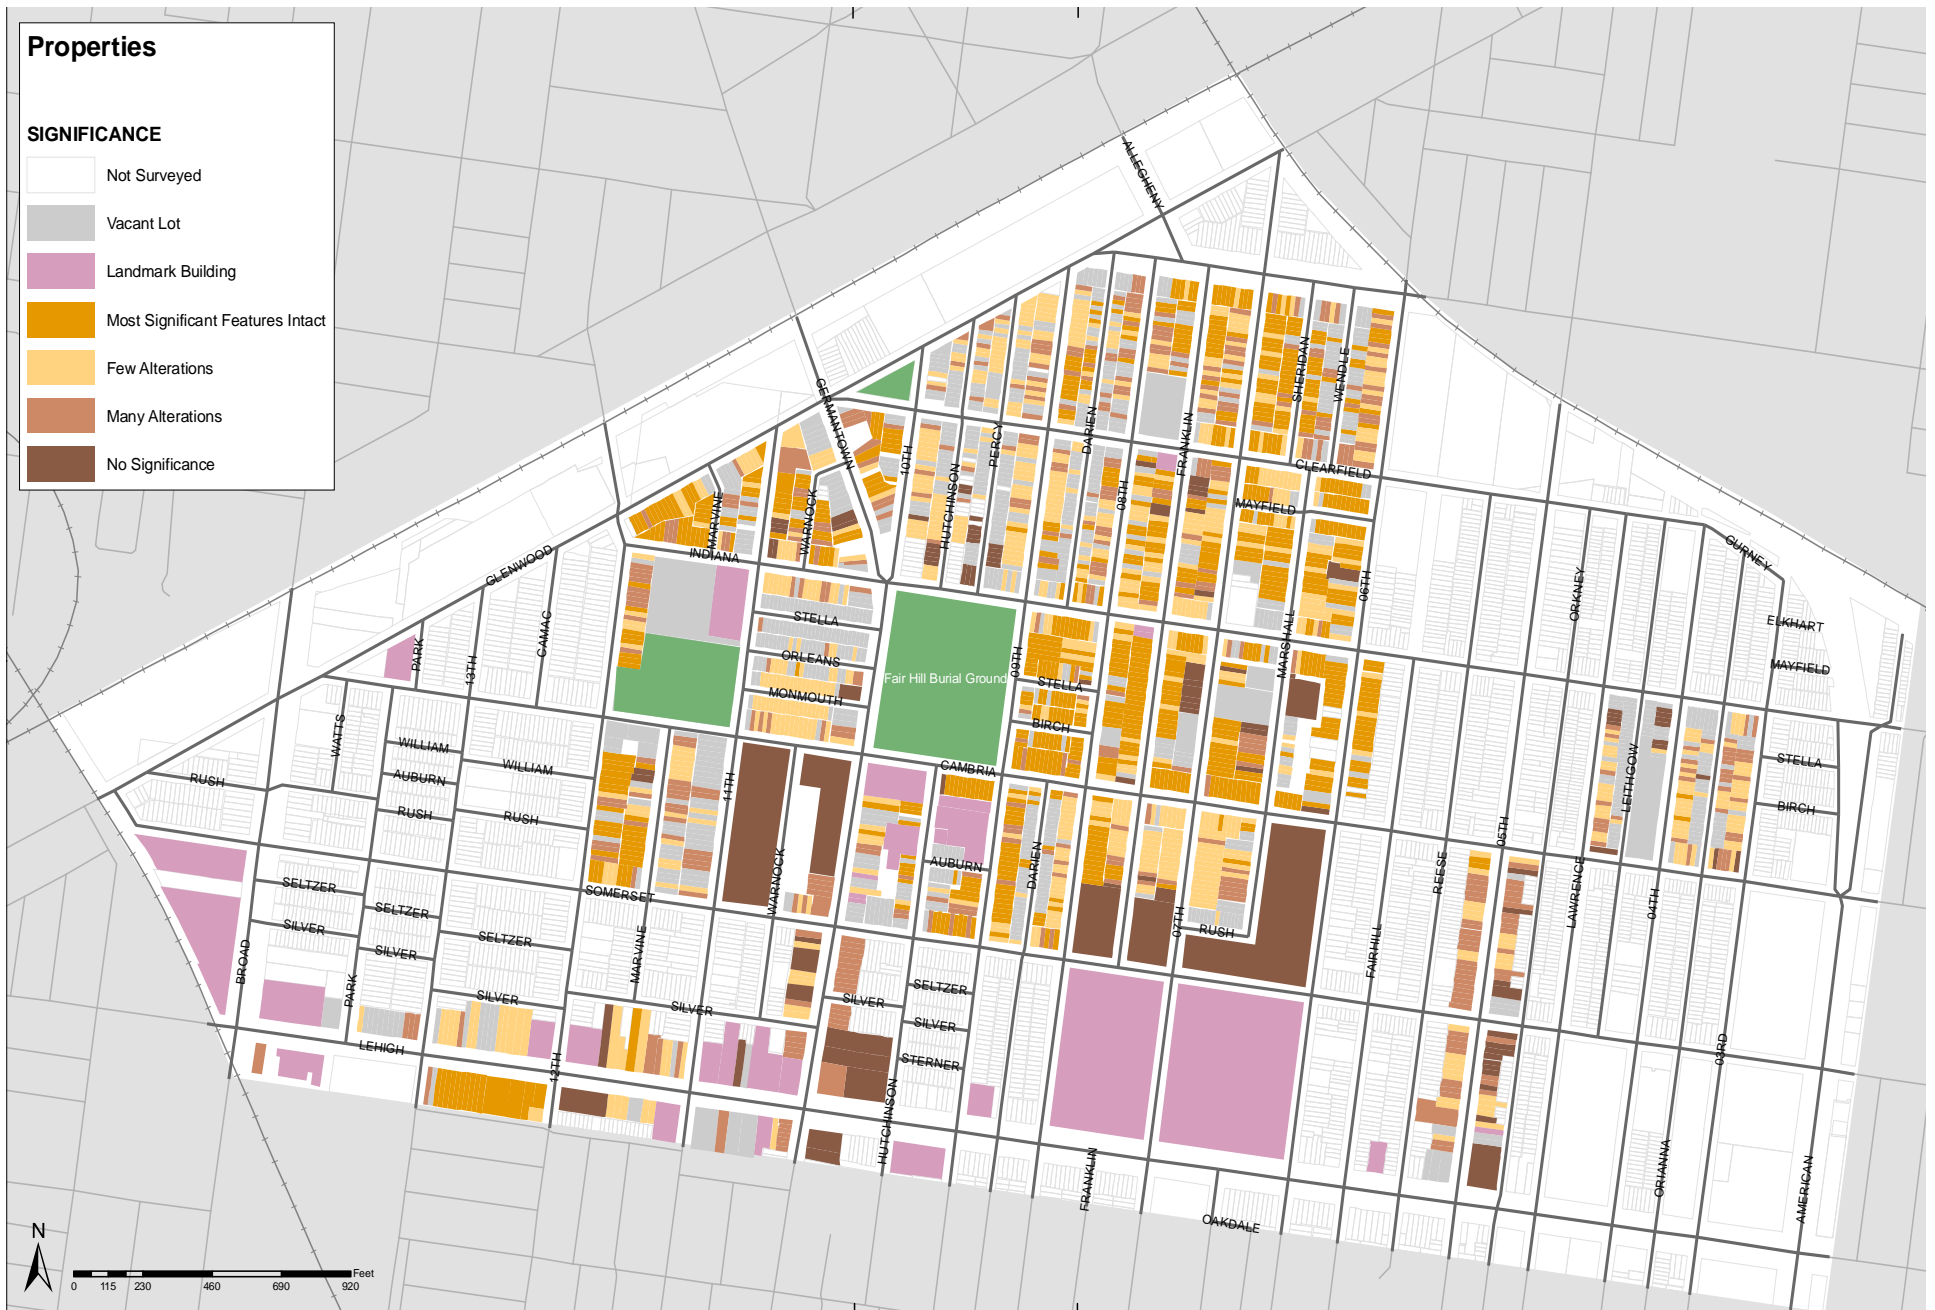 Properties
SIGNIFICANCE
Not Surveyed
Vacant Lot
Landmark Building
Most Significant Features Intact
Few Alterations
Many Alterations
No Significance
ALLEGHENY
GERMANTOWN
SHERIDAN
WENDLE
DARIEN
FRANKLIN
PERCY
10TH
HUTCHINSON
CLEARFIELD
08TH
MAYFIELD
MARVINE
WARNOCK
INDIANA
GLENWOOD
GURNEY
06TH
ORKNEY
ELKHART
MAYFIELD
STELLA
ORLEANS
MONMOUTH
CAMAC
PARK
13TH
MARSHALL
09TH
Fair Hill Burial Ground
STELLA
BIRCH
WATTS
WILLIAM
WILLIAM
AUBURN
RUSH
RUSH
RUSH
11TH
CAMBRIA
LEITHGOW
STELLA
BIRCH
05TH
WARNOCK
AUBURN
DARIEN
REESE
LAWRENCE
04TH
SELTZER
SELTZER
SELTZER
SOMERSET
SILVER
SILVER
SILVER
MARVINE
07TH
RUSH
FAIRHILL
BROAD
PARK
SILVER
SILVER
SELTZER
SILVER
STERNER
LEHIGH
12TH
03RD
HUTCHINSON
FRANKLIN
OAKDALE
ORIANNA
AMERICAN
N
Feet
0 115 230 460 690 920